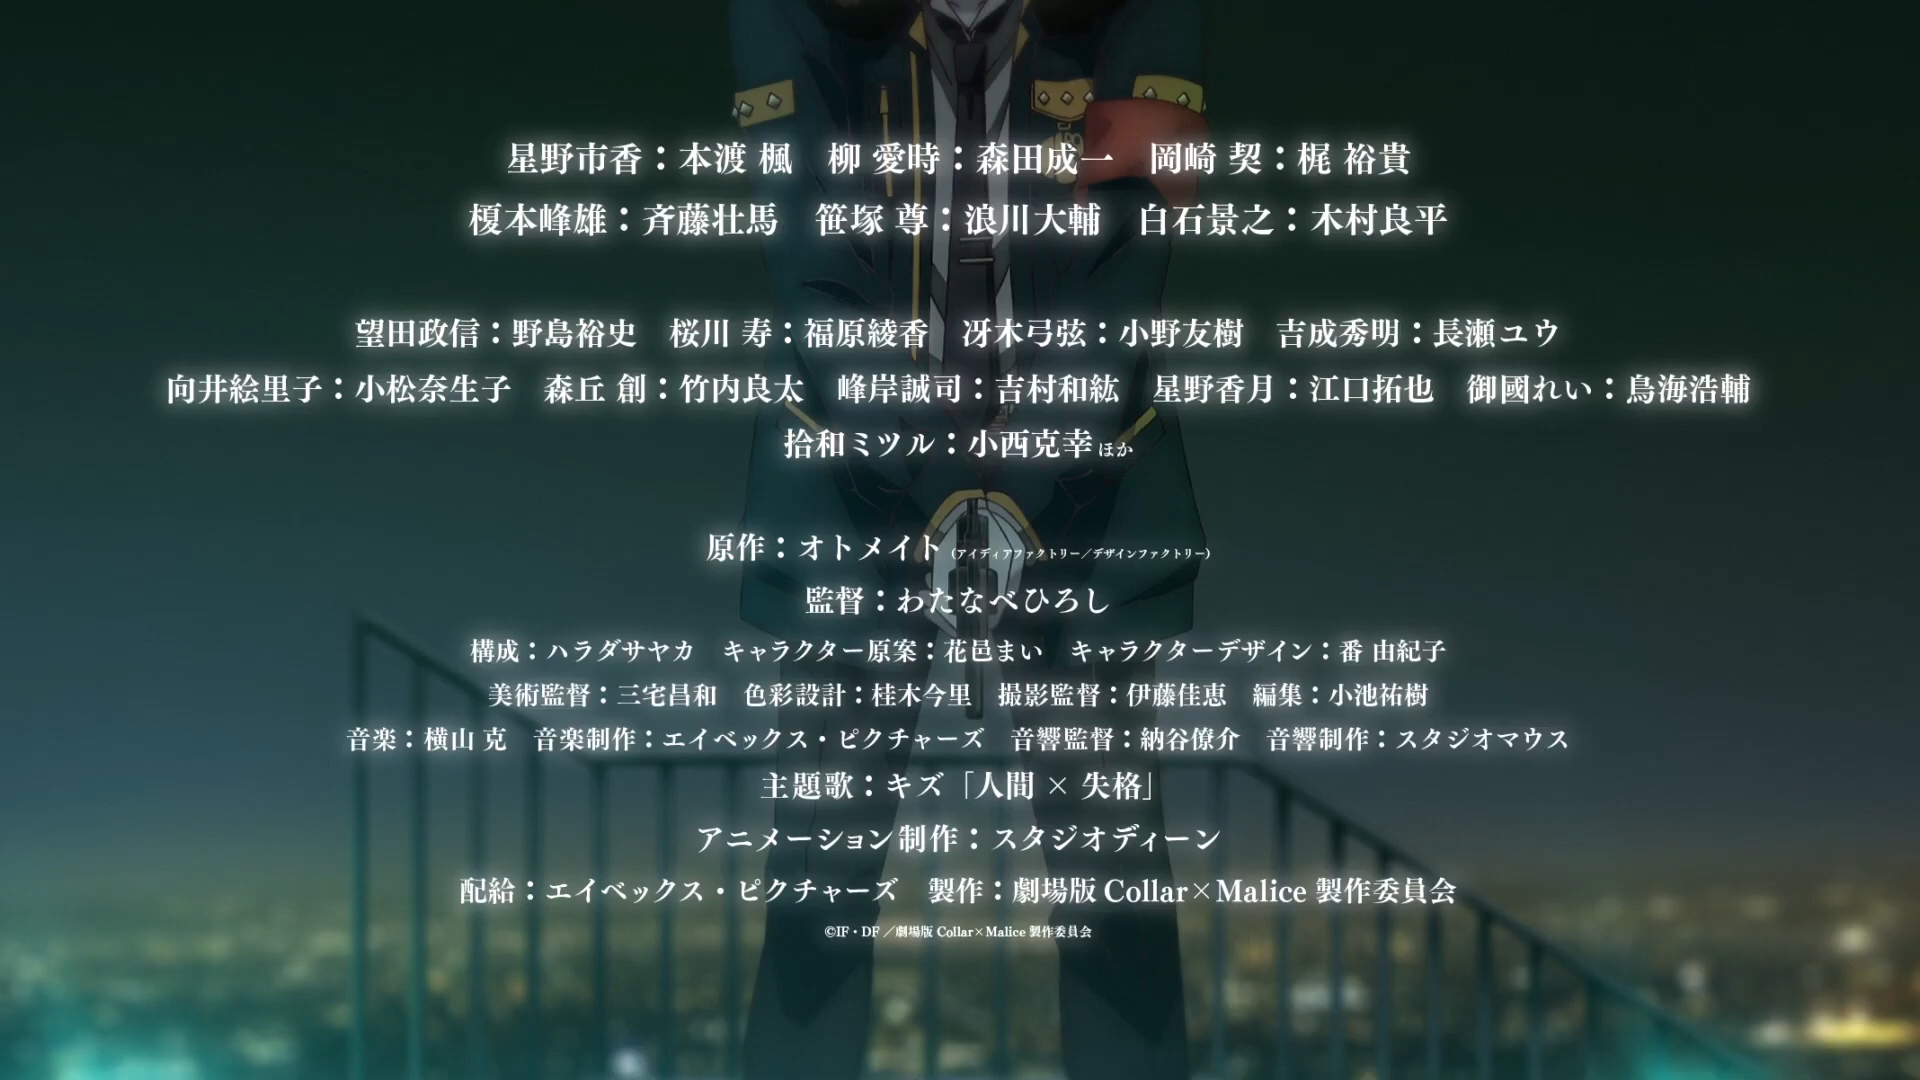 星野市香：本渡 楓　柳 愛時：森田成一　岡崎 契：梶 裕貴
榎本峰雄：斉藤壮馬　笹塚 尊：浪川大輔　白石景之：木村良平
望田政信：野島裕史　桜川 寿：福原綾香　冴木弓弦：小野友樹　吉成秀明：長瀬ユウ
向井絵里子：小松奈生子　森丘 創：竹内良太　峰岸誠司：吉村和紘　星野香月：江口拓也　御國れい：鳥海浩輔
拾和ミツル：小西克幸 ほか
原作：オトメイト（アイディアファクトリー／デザインファクトリー）
監督：わたなべひろし
構成：ハラダサヤカ　キャラクター原案：花邑まい　キャラクターデザイン：番 由紀子
美術監督：三宅昌和　色彩設計：桂木今里　撮影監督：伊藤佳恵　編集：小池祐樹
音楽：横山 克　音楽制作：エイベックス・ピクチャーズ　音響監督：納谷僚介　音響制作：スタジオマウス
主題歌：キズ「人間 × 失格」
アニメーション制作：スタジオディーン
配給：エイベックス・ピクチャーズ　製作：劇場版 Collar×Malice 製作委員会
©IF・DF／劇場版 Collar×Malice 製作委員会